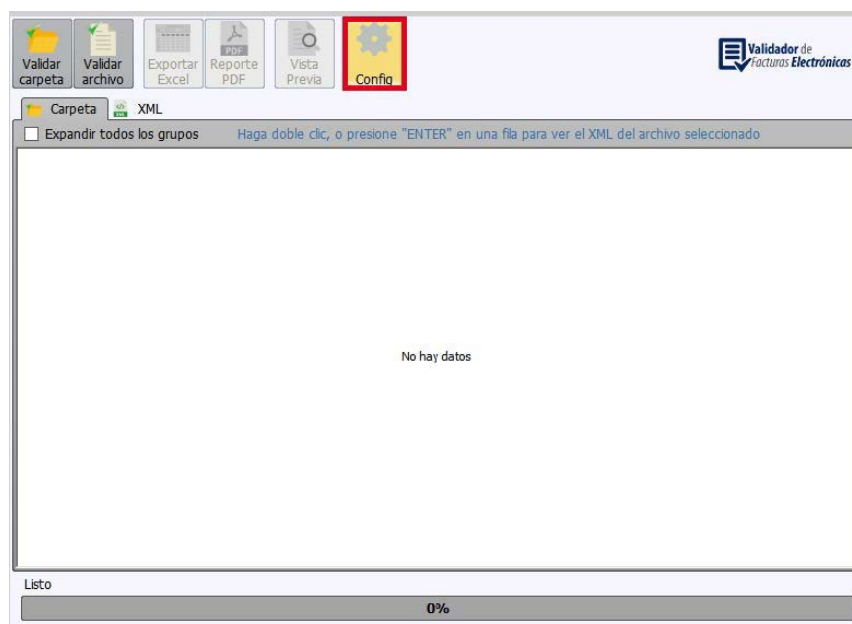 Validar carpeta
Validar archivo
Exportar Excel
Reporte PDF
Vista Previa
Config
Validador de
Facturas Electrónicas
Carpeta
XML
Expandir todos los grupos
Haga doble clic, o presione "ENTER" en una fila para ver el XML del archivo seleccionado
No hay datos
Listo
0%